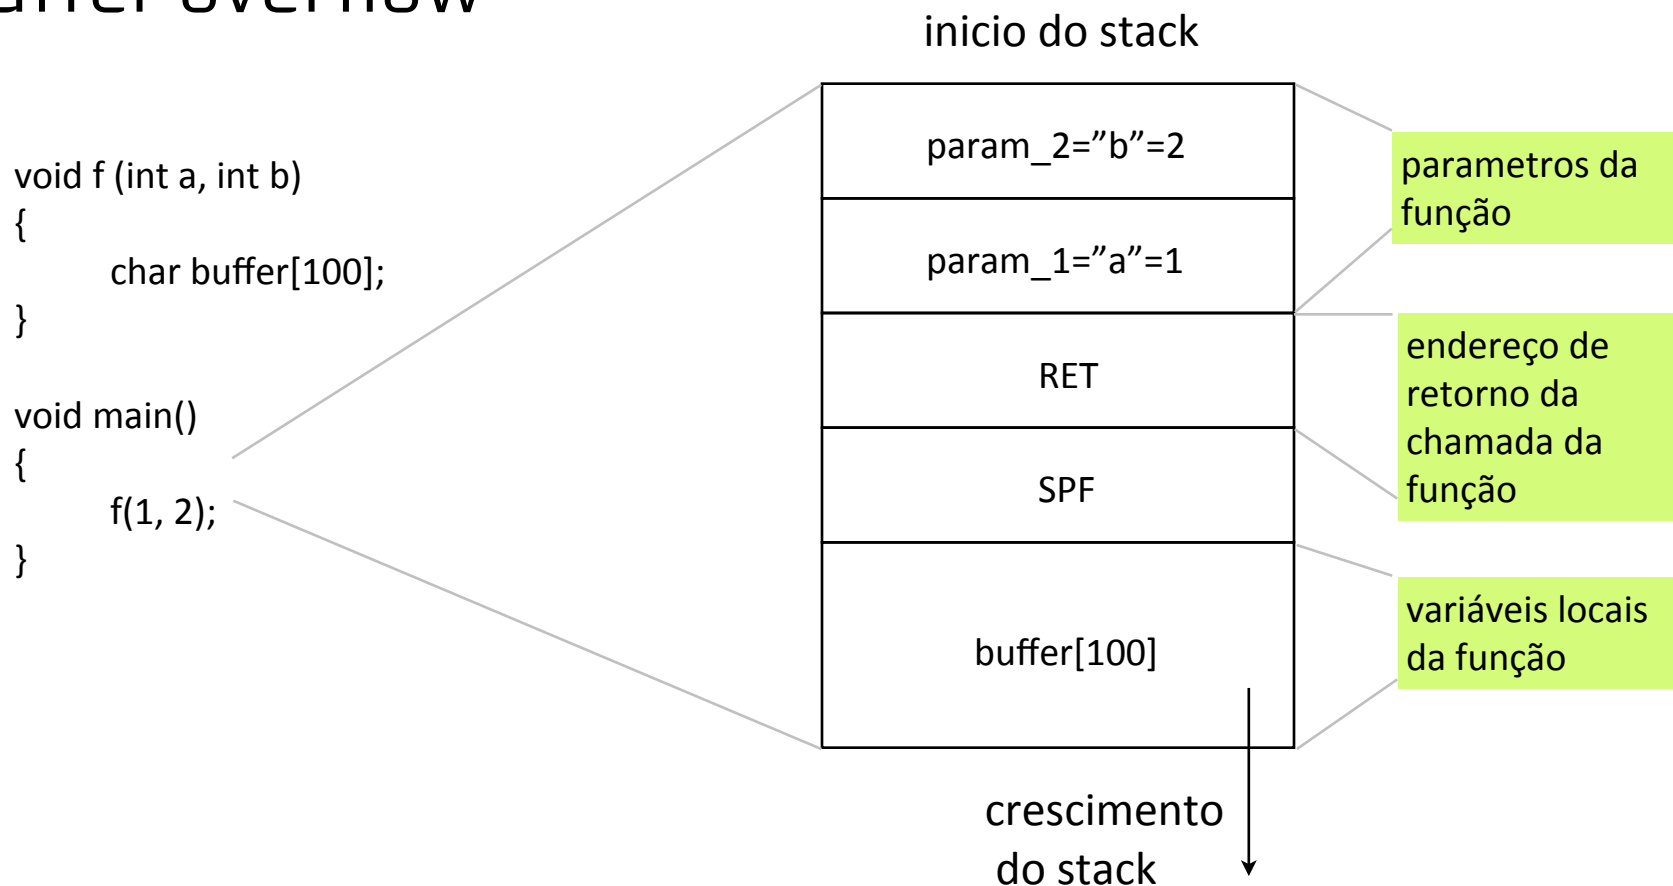 overflow
inicio do stack
void f (int a, int b)
{
char buffer[100];
}
void main()
{
f(1, 2);
}
param_2=”b”=2
param_1=”a”=1
RET
SPF
buffer[100]
parametros da
função
endereço de
retorno da
chamada da
função
variáveis locais
da função
crescimento
do stack